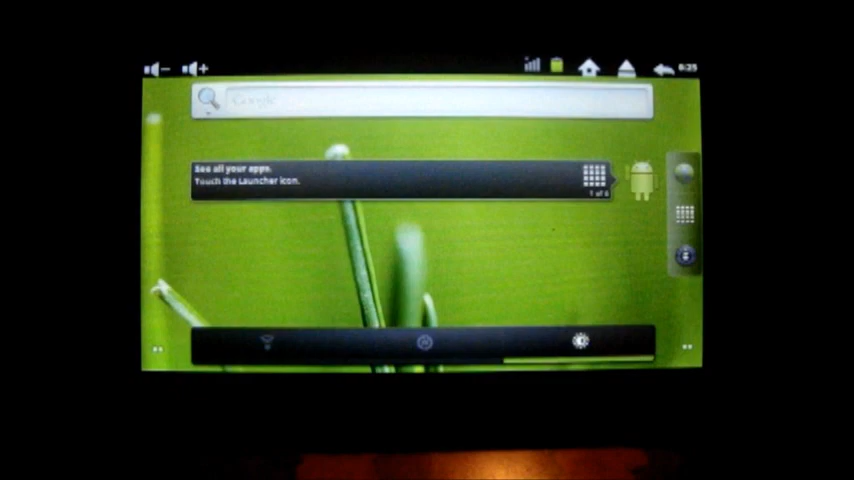 8:25
Google
See all your apps.
Touch the Launcher icon.
1 of 6